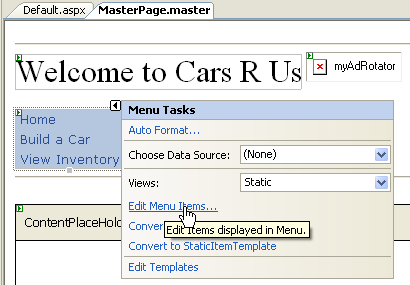 Default.aspx MasterPage.master
Welcome to Cars R Us
myAdRotator
Home
Build a Car
View Inventory
Menu Tasks
Auto Format...
Choose Data Source: (None)
Views: Static
Edit Menu Items...
Edit Items displayed in Menu.
Conver
Convert to StaticItemTemplate
Edit Templates
ContentPlaceHold